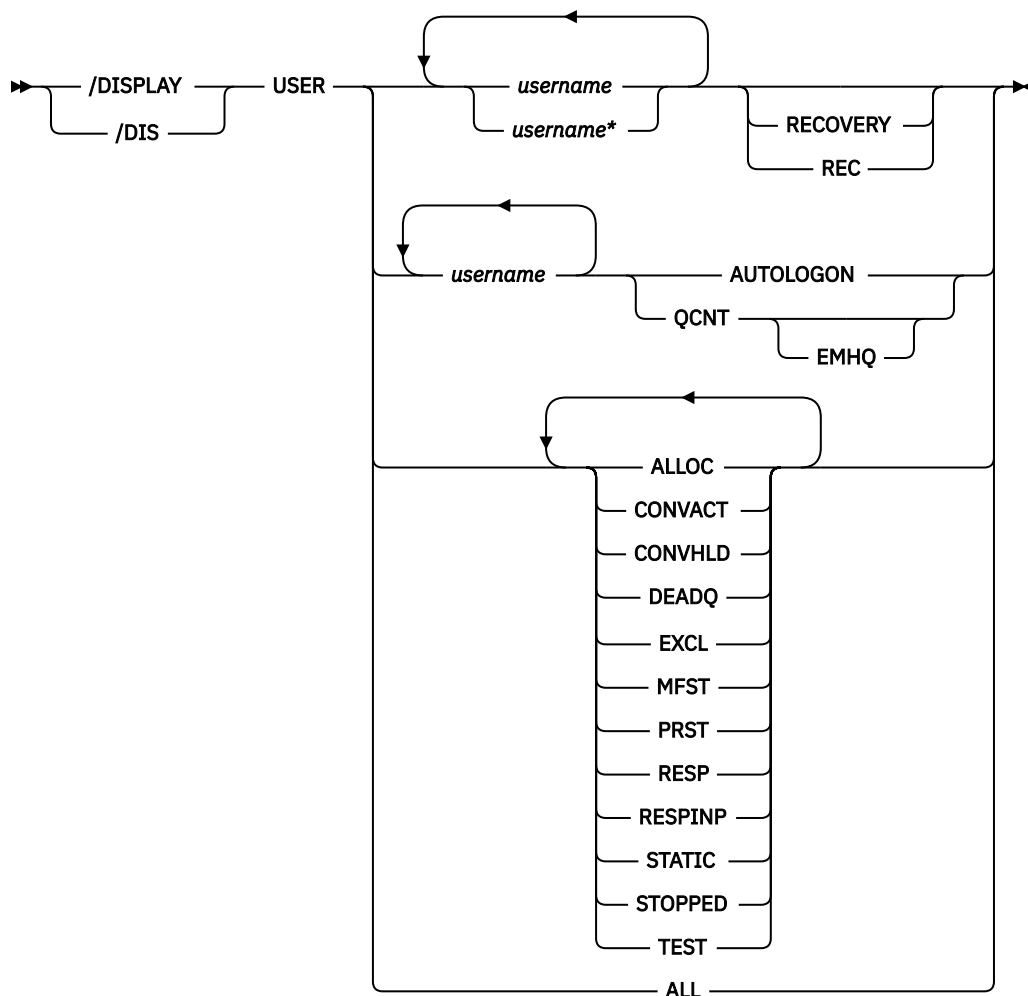 /DISPLAY USER username
/DIS username*
RECOVERY
REC
username AUTOLOGON
QCNT
EMHQ
ALLOC
CONVACT
CONVHLD
DEADQ
EXCL
MFST
PRST
RESP
RESPINP
STATIC
STOPPED
TEST
ALL